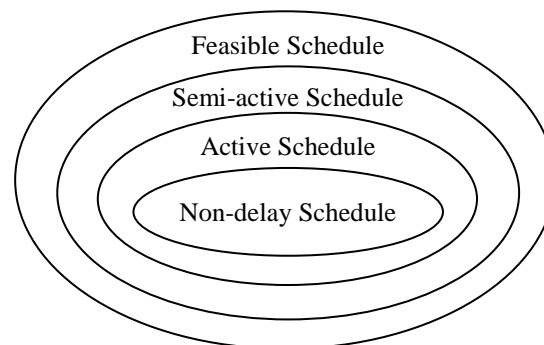 Feasible Schedule
Semi-active Schedule
Active Schedule
Non-delay Schedule